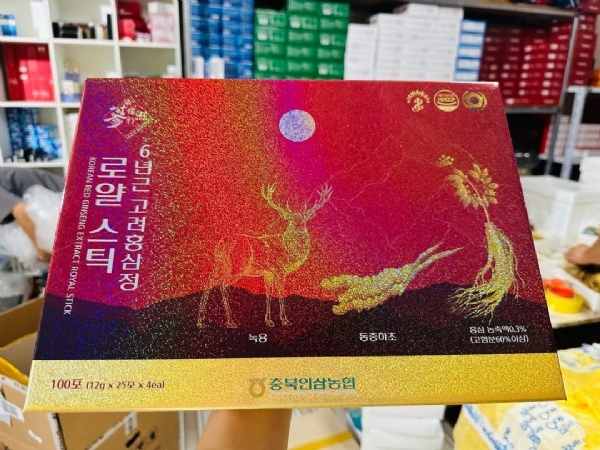 6년근 고려홍삼정
로얄 스틱
KOREAN RED GINSENG EXTRACT ROYAL STICK
HACCP
녹용
동충하초
홍삼 농축액0.3%
(고형분60%이상)
100포 (12g x 25포 x 4ea)
충북인삼농협